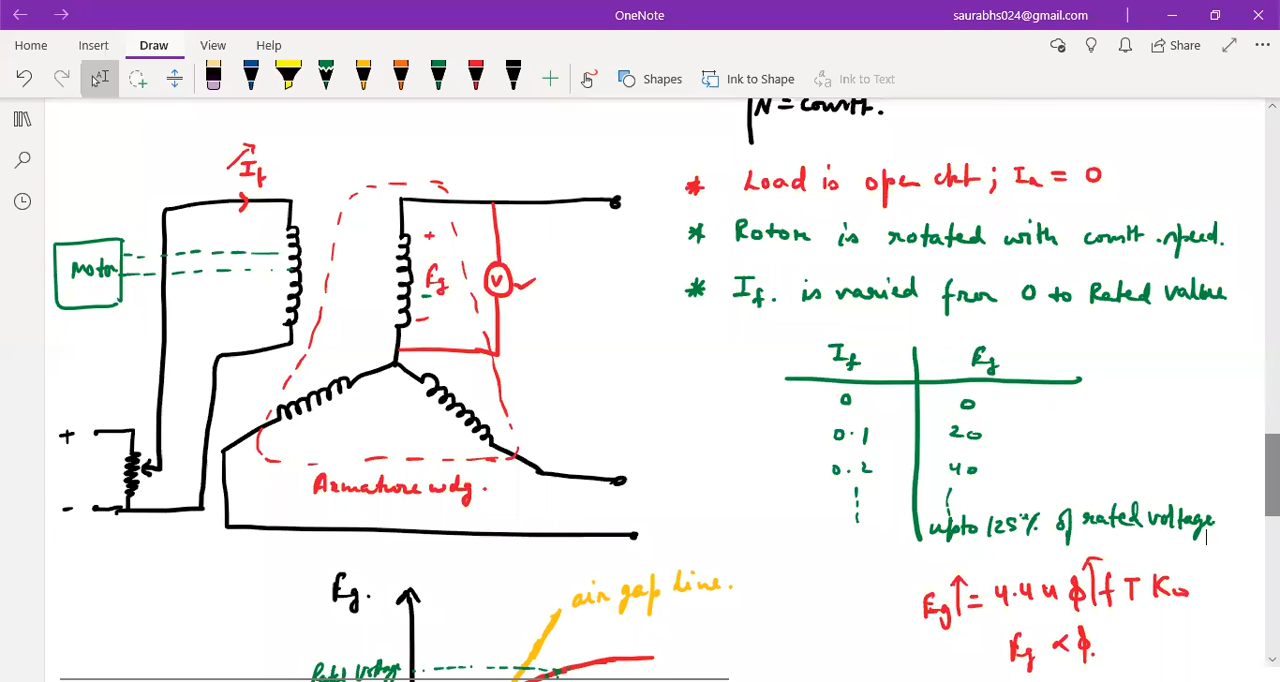 OneNote
saurabhs024@gmail.com
Home Insert Draw View Help
Share
Shapes
Ink to Shape
Ink to Text
N = constt.
* Load is open ckt ; Ia = 0
* Rotor is rotated with constt. speed.
* If. is varied from 0 to Rated value
If Eg
0 0
0.1 20
0.2 40
upto 125% of rated voltage
Eg↑ = 4.44 φ↑ f T Kω
Eg ∝ φ.
If
Motor
+
-
+
Eg
-
V
Armature wdg.
Eg.
air gap line.
Rated Voltage